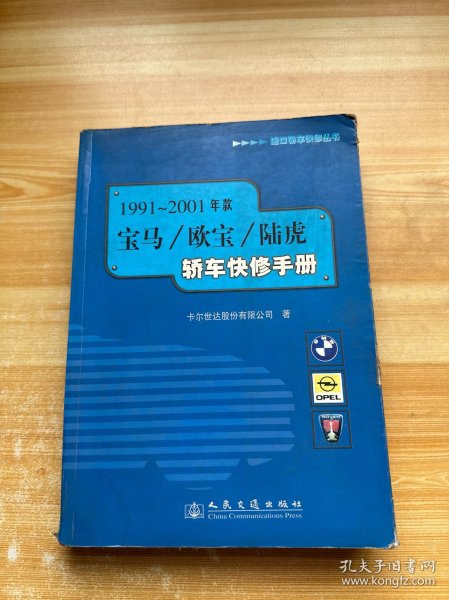 进口轿车快修丛书
1991~2001年款
宝马/欧宝/陆虎
轿车快修手册
卡尔世达股份有限公司 著
OPEL
人民交通出版社
China Communications Press
孔夫子旧书网
www.kongfz.com